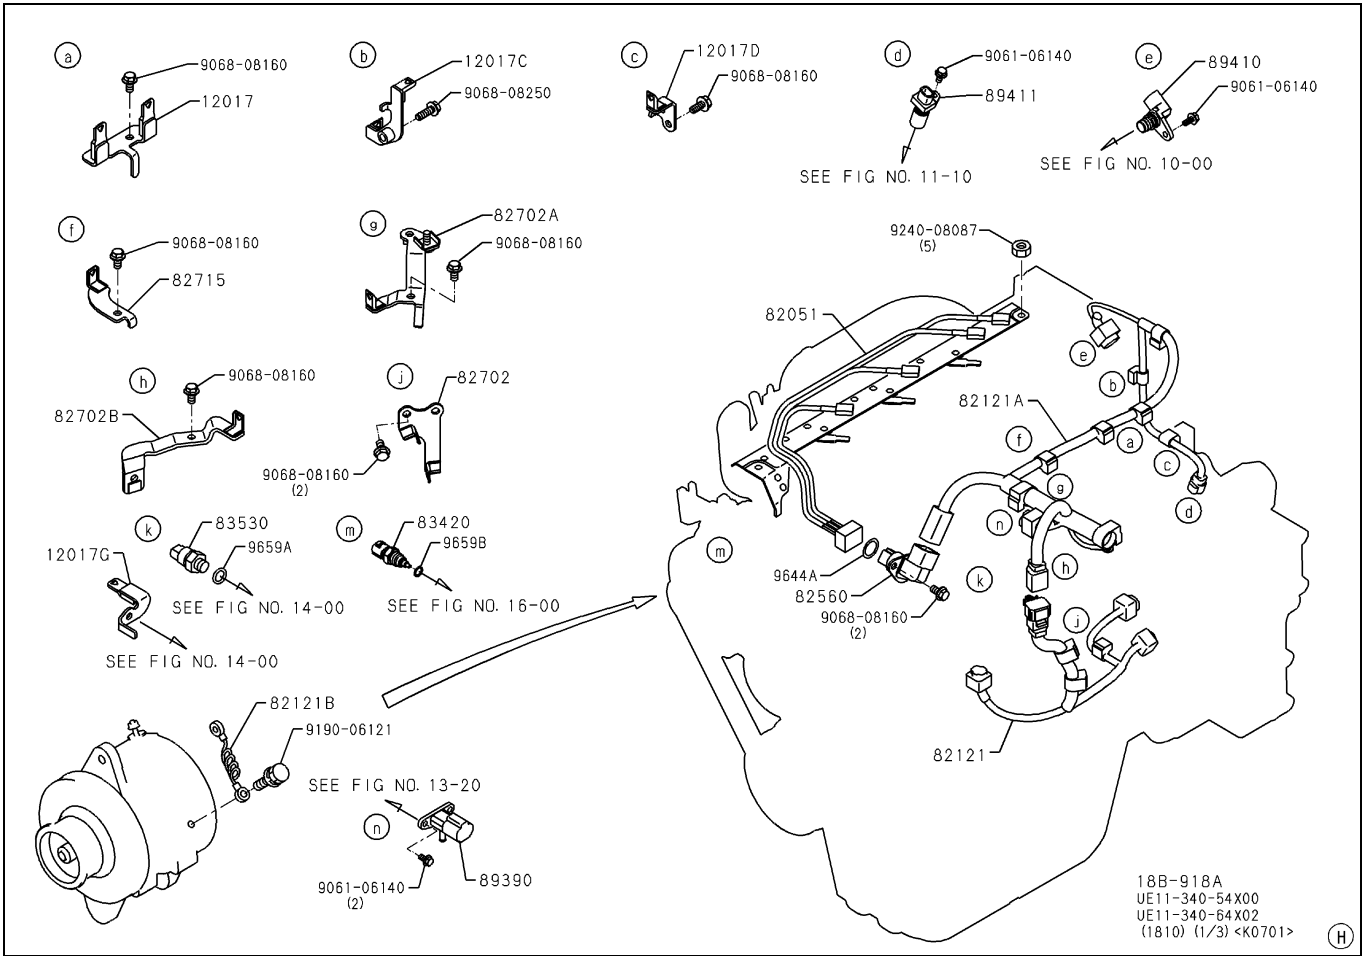 a
9068-08160
12017
b
12017C
9068-08250
c
12017D
9068-08160
d
9061-06140
89411
SEE FIG NO. 11-10
e
89410
9061-06140
SEE FIG NO. 10-00
f
9068-08160
82715
g
82702A
9068-08160
9240-08087
(5)
82051
e
b
82121A
f
a
c
g
d
n
h
9068-08160
82702B
j
82702
9068-08160
(2)
k
83530
9659A
12017G
SEE FIG NO. 14-00
SEE FIG NO. 14-00
m
83420
9659B
SEE FIG NO. 16-00
m
9644A
82560
9068-08160
(2)
k
h
j
82121
82121B
9190-06121
SEE FIG NO. 13-20
n
9061-06140
(2)
89390
18B-918A
UE11-340-54X00
UE11-340-64X02
(1810) (1/3) <K0701>
H